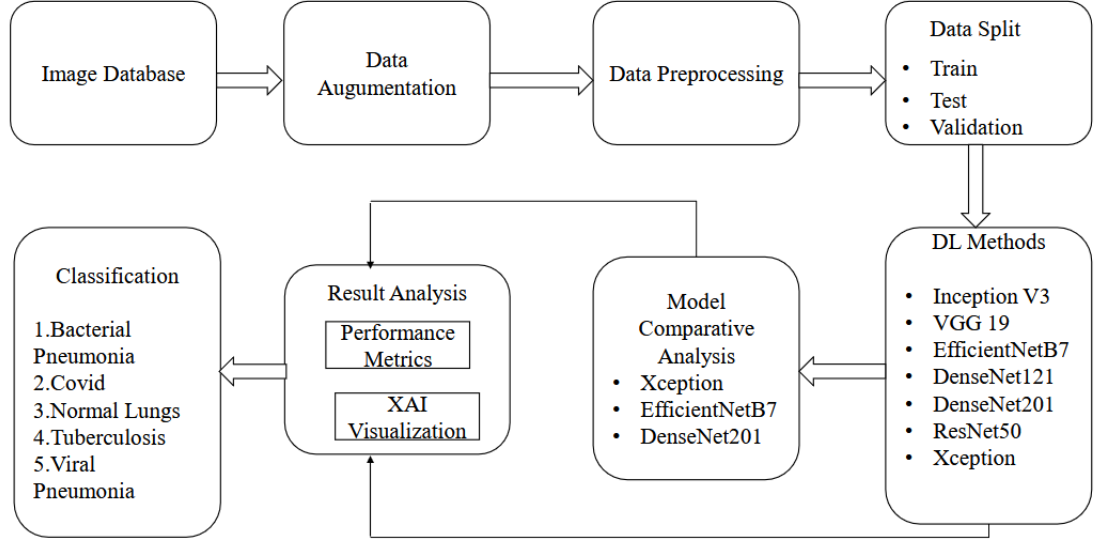 Image Database
Data
Augumentation
Data Preprocessing
Data Split
• Train
• Test
• Validation
DL Methods
• Inception V3
• VGG 19
• EfficientNetB7
• DenseNet121
• DenseNet201
• ResNet50
• Xception
Model
Comparative
Analysis
• Xception
• EfficientNetB7
• DenseNet201
Result Analysis
Performance
Metrics
XAI
Visualization
Classification
1.Bacterial
Pneumonia
2.Covid
3.Normal Lungs
4.Tuberculosis
5.Viral
Pneumonia